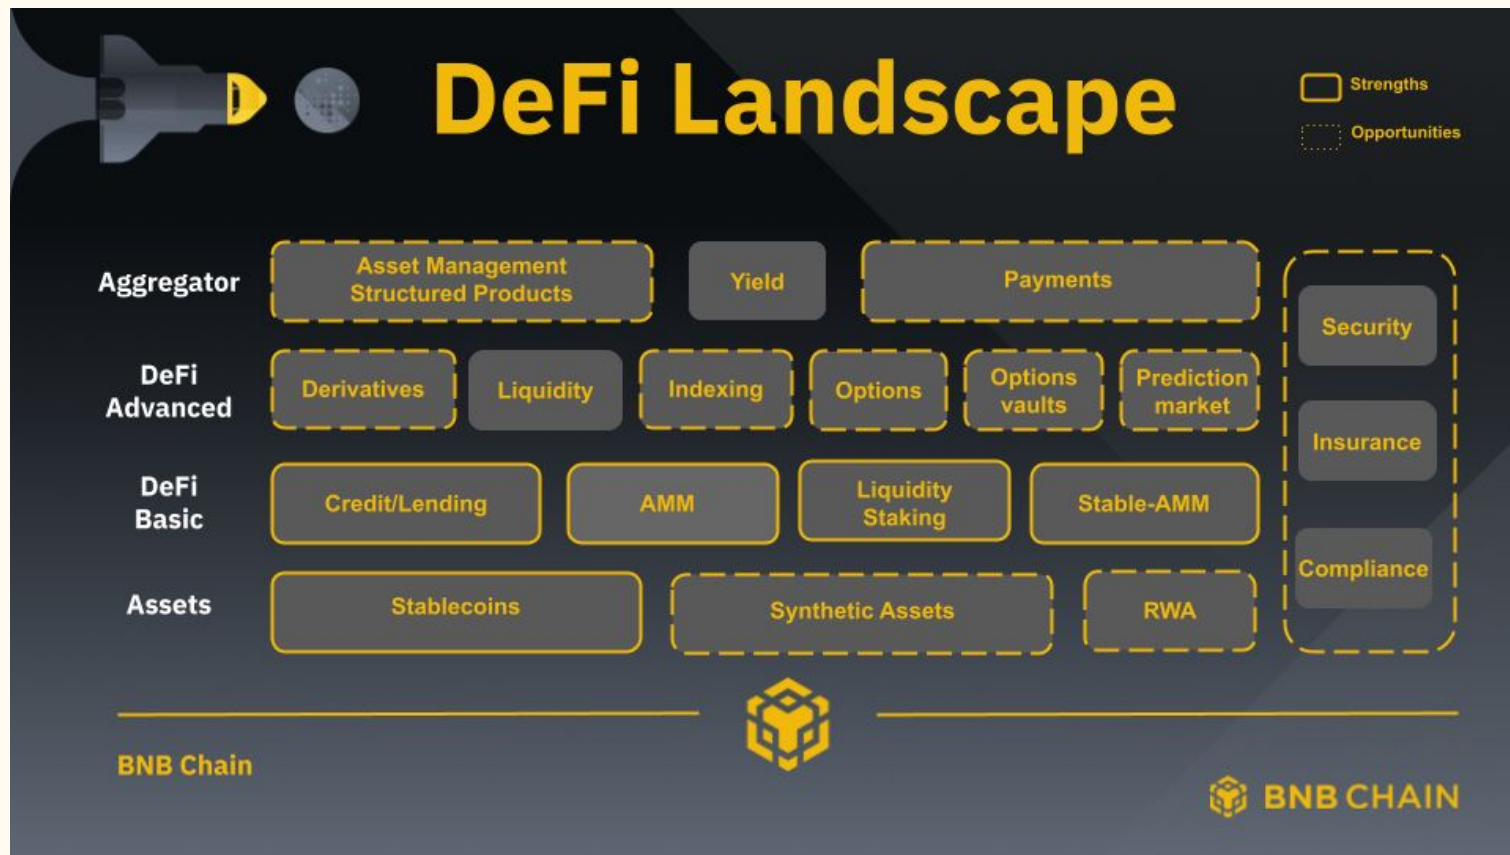 DeFi Landscape
Strengths
Opportunities
Aggregator
Asset Management
Structured Products
Yield
Payments
DeFi
Advanced
Derivatives
Liquidity
Indexing
Options
Options
vaults
Prediction
market
DeFi
Basic
Credit/Lending
AMM
Liquidity
Staking
Stable-AMM
Assets
Stablecoins
Synthetic Assets
RWA
Security
Insurance
Compliance
BNB Chain
BNB CHAIN